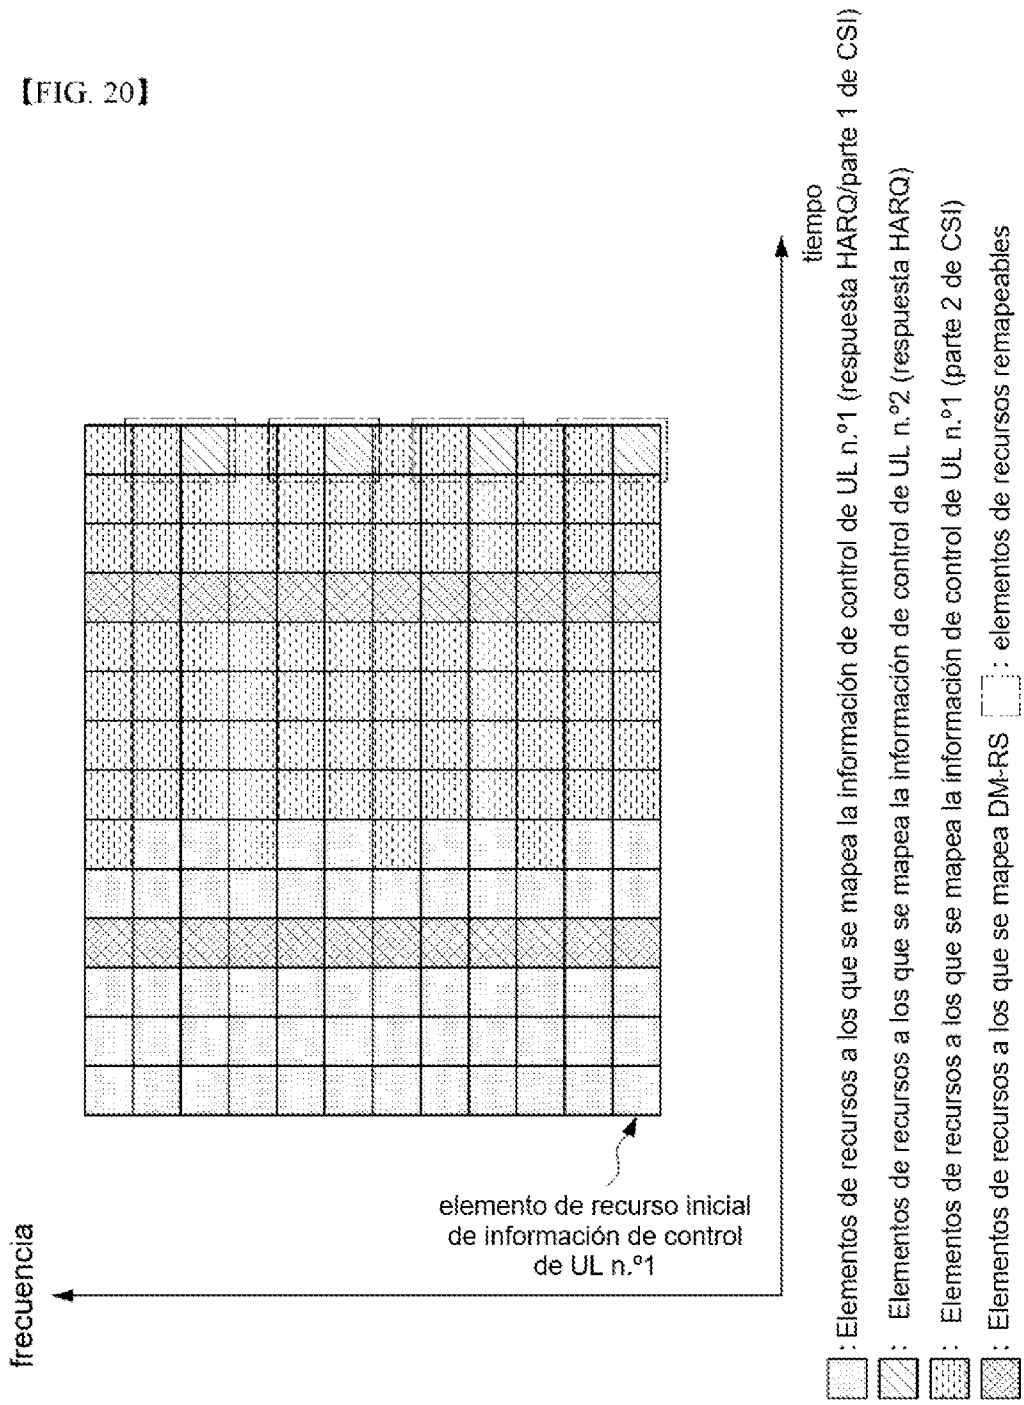 【FIG. 20】
frecuencia
tiempo
elemento de recurso inicial
de información de control
de UL n.º1
: Elementos de recursos a los que se mapea la información de control de UL n.º1 (respuesta HARQ/parte 1 de CSI)
: Elementos de recursos a los que se mapea la información de control de UL n.º2 (respuesta HARQ)
: Elementos de recursos a los que se mapea la información de control de UL n.º1 (parte 2 de CSI)
: Elementos de recursos a los que se mapea DM-RS : elementos de recursos remapeables